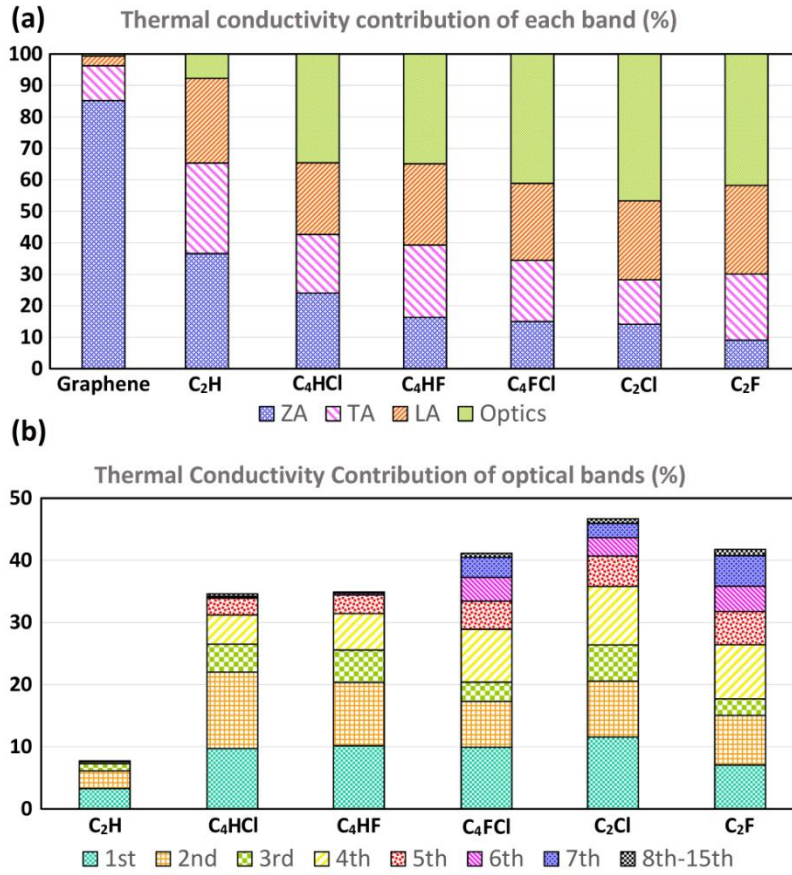 (a)
Thermal conductivity contribution of each band (%)
100
90
80
70
60
50
40
30
20
10
0
Graphene C₂H C₄HCl C₄HF C₄FCl C₂Cl C₂F
ZA TA LA Optics
(b)
Thermal Conductivity Contribution of optical bands (%)
50
40
30
20
10
0
C₂H C₄HCl C₄HF C₄FCl C₂Cl C₂F
1st 2nd 3rd 4th 5th 6th 7th 8th-15th